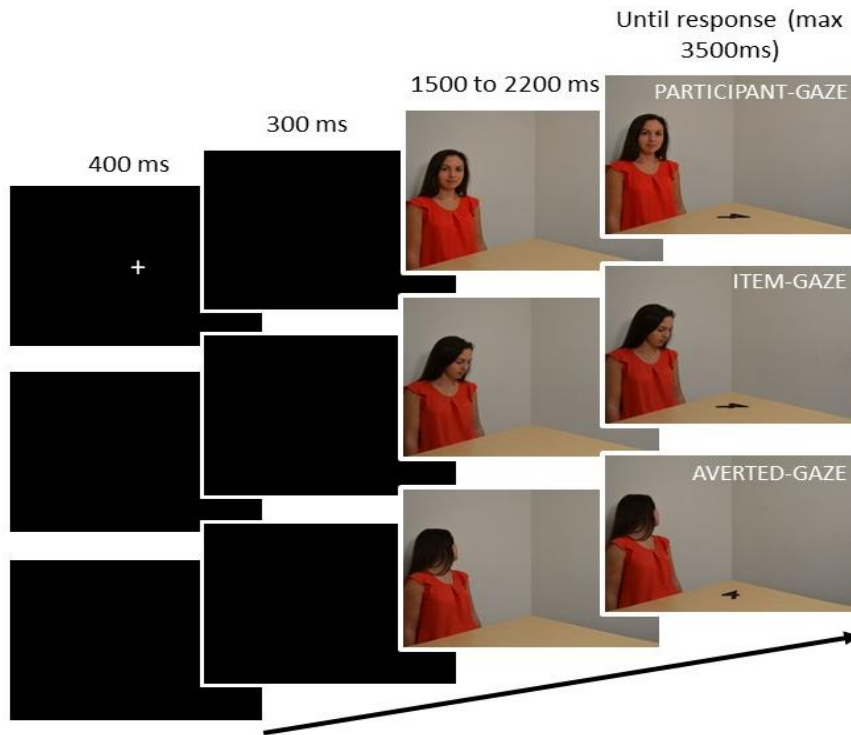 Until response (max
3500ms)
1500 to 2200 ms
300 ms
400 ms
PARTICIPANT-GAZE
ITEM-GAZE
AVERTED-GAZE